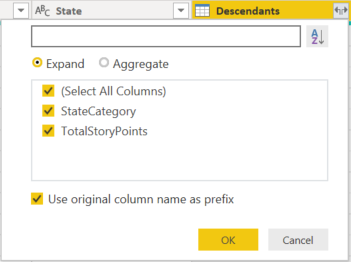 ABC State Descendants
A
Z
Expand Aggregate
(Select All Columns)
StateCategory
TotalStoryPoints
Use original column name as prefix
OK Cancel